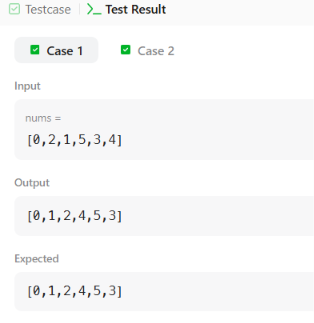 Testcase | >_ Test Result
Case 1 Case 2
Input
nums =
[0,2,1,5,3,4]
Output
[0,1,2,4,5,3]
Expected
[0,1,2,4,5,3]